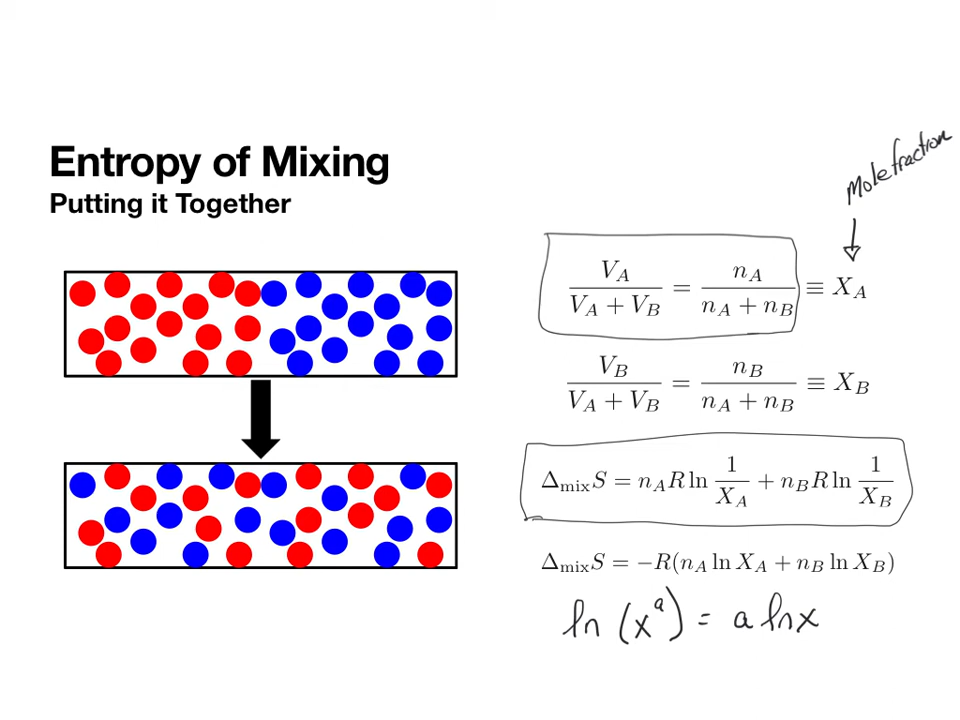 Entropy of Mixing
Putting it Together
Mole fraction
V_A / (V_A + V_B) = n_A / (n_A + n_B) ≡ X_A
V_B / (V_A + V_B) = n_B / (n_A + n_B) ≡ X_B
Δ_mix S = n_A R ln 1/X_A + n_B R ln 1/X_B
Δ_mix S = −R(n_A ln X_A + n_B ln X_B)
ln (x^a) = a ln x